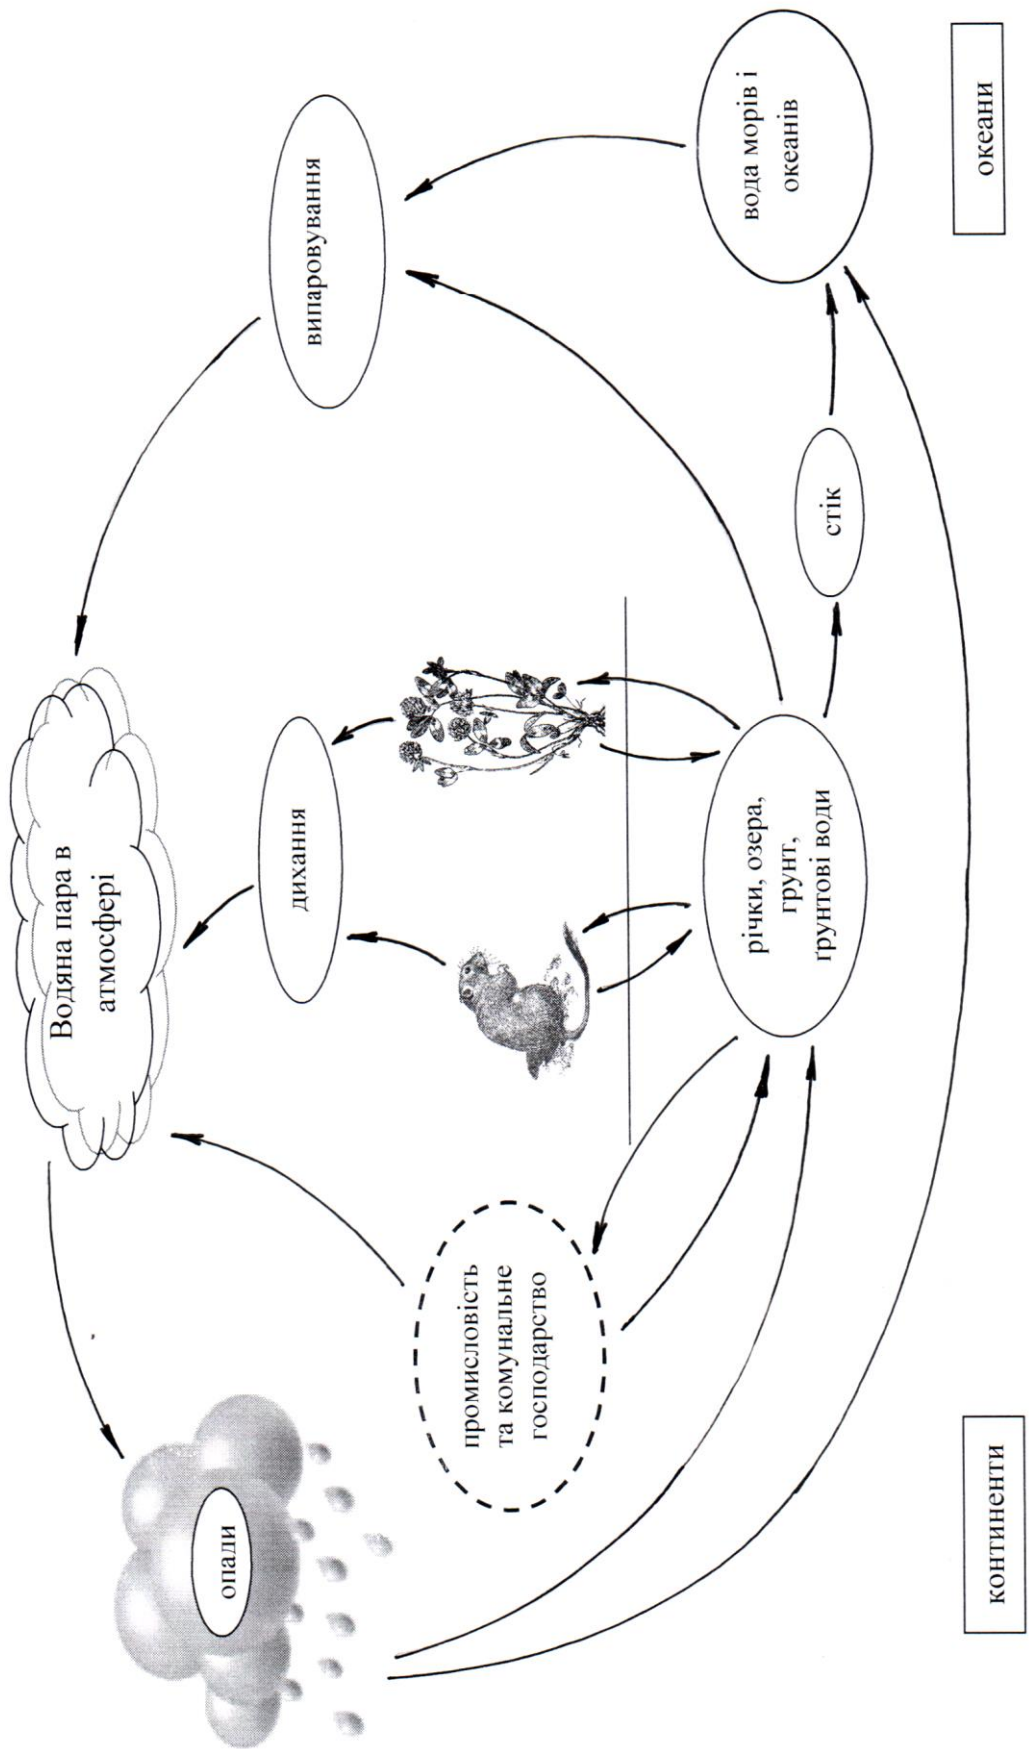 Водяна пара в
атмосфері
опади
випаровування
дихання
промисловість
та комунальне
господарство
річки, озера,
грунт,
ґрунтові води
стік
вода морів і
океанів
континенти
океани